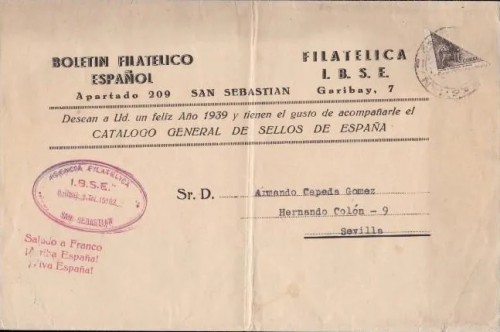 BOLETIN FILATELICO
ESPAÑOL
Apartado 209
SAN SEBASTIAN
FILATELICA
I. B. S. E.
Garibay, 7
Desean a Ud. un feliz Año 1939 y tienen el gusto de acompañarle el
CATALOGO GENERAL DE SELLOS DE ESPAÑA
AGENCIA FILATELICA
I.B.S.E.
SAN SEBASTIAN
Sr. D.
Armando Cepeda Gomez
Hernando Colón - 9
Sevilla
Saludo a Franco
¡Arriba España!
¡Viva España!